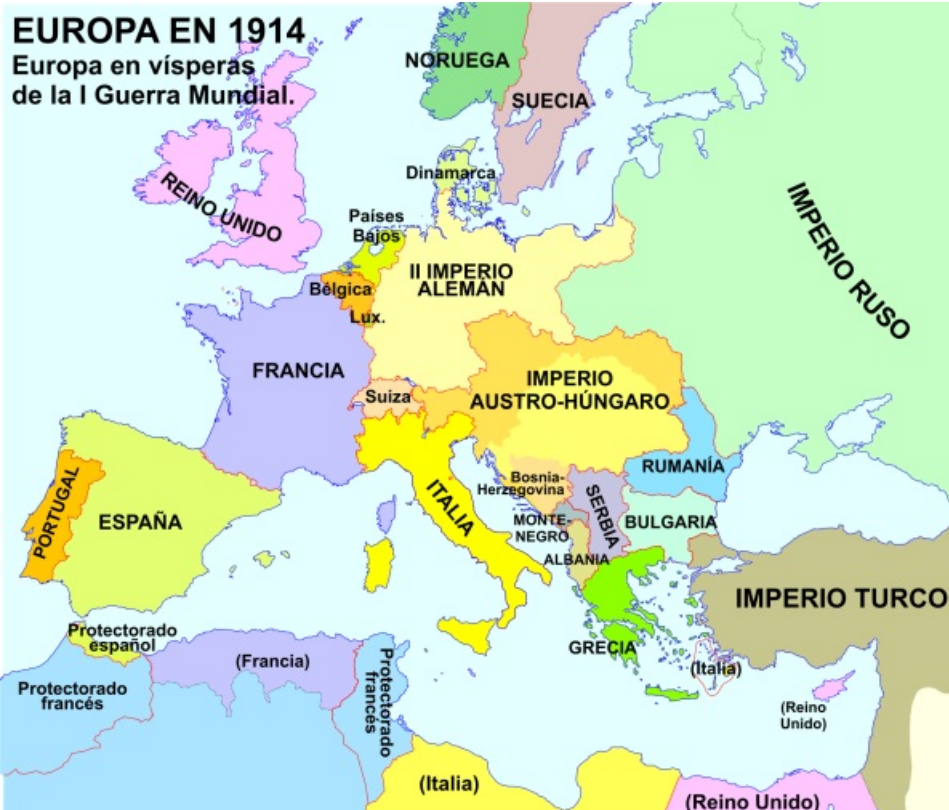 EUROPA EN 1914
Europa en vísperas
de la I Guerra Mundial.
NORUEGA
SUECIA
Dinamarca
REINO UNIDO
Países
Bajos
IMPERIO RUSO
II IMPERIO
ALEMÁN
Bélgica
Lux.
FRANCIA
Suiza
IMPERIO
AUSTRO-HÚNGARO
RUMANÍA
Bosnia-
Herzegovina
SERBIA
ITALIA
PORTUGAL
ESPAÑA
MONTE-
NEGRO
BULGARIA
ALBANIA
IMPERIO TURCO
GRECIA
(Italia)
Protectorado
español
(Francia)
Protectorado
francés
Protectorado
francés
(Reino
Unido)
(Italia)
(Reino Unido)